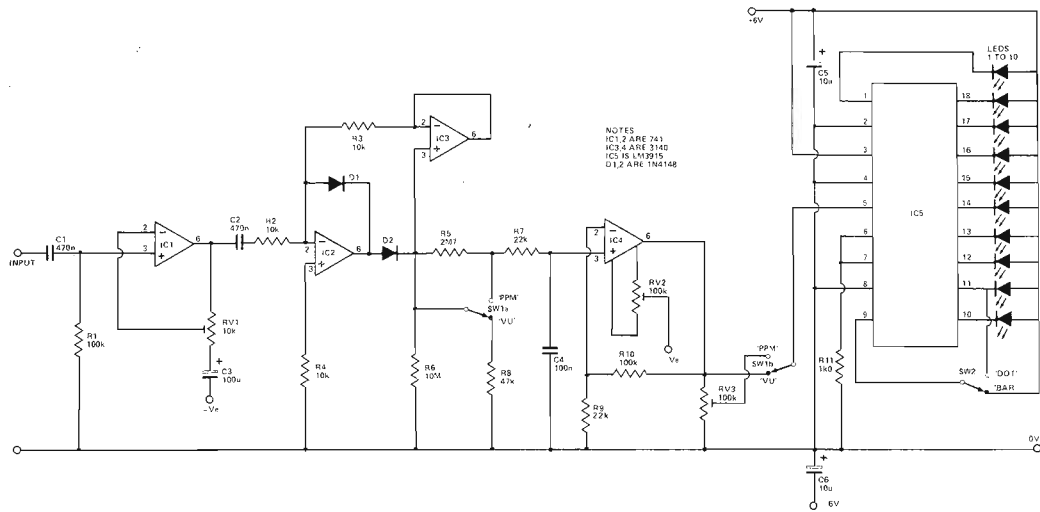 +6V
LEDS
1 TO 10
C5
10u
+
1
2
3
4
5
6
7
8
9
18
17
16
15
14
13
12
11
10
IC5
NOTES
IC1,2 ARE 741
IC3,4 ARE 3140
IC5 IS LM3915
D1,2 ARE 1N4148
R3
10k
2
3
6
IC3
D1
C1
470n
INPUT
2
3
6
IC1
C2
470n
R2
10k
2
3
6
IC2
D2
R5
2M7
R7
22k
2
3
6
IC4
RV2
100k
-Ve
'PPM'
SW1a
'VU'
R1
100k
RV1
10k
+
C3
100u
-Ve
R4
10k
R6
10M
R8
47k
C4
100n
R10
100k
R9
22k
RV3
100k
'PPM'
SW1b
'VU'
R11
1k0
SW2
'DOT'
'BAR'
0V
+
C6
10u
6V